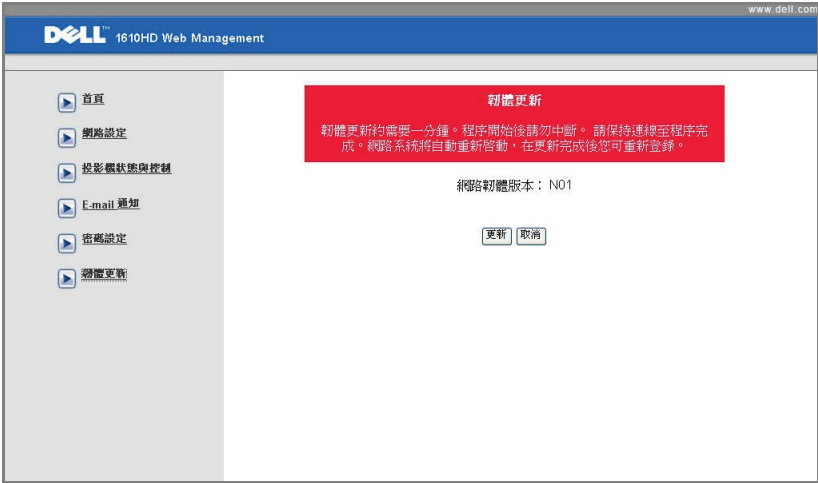 www.dell.com
DELL™ 1610HD Web Management
首頁
網路設定
投影機狀態與控制
E-mail 通知
密碼設定
韌體更新
韌體更新
韌體更新約需要一分鐘。程序開始後請勿中斷。 請保持連線至程序完
成。網路系統將自動重新啓動，在更新完成後您可重新登錄。
網路韌體版本： N01
更新 取消